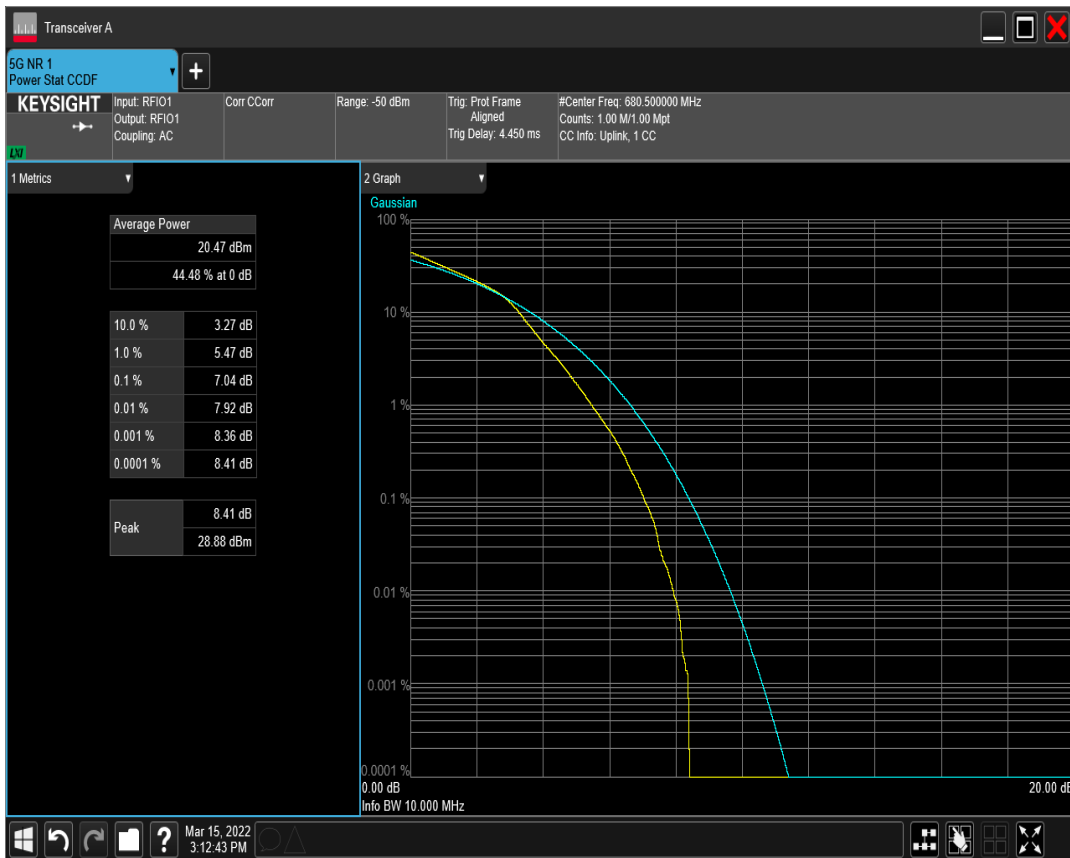 Transceiver A
5G NR 1
Power Stat CCDF
KEYSIGHT
LXI
Input: RFIO1
Output: RFIO1
Coupling: AC
Corr CCorr
Range: -50 dBm
Trig: Prot Frame
Aligned
Trig Delay: 4.450 ms
#Center Freq: 680.500000 MHz
Counts: 1.00 M/1.00 Mpt
CC Info: Uplink, 1 CC
1 Metrics
Average Power
20.47 dBm
44.48 % at 0 dB
10.0 % 3.27 dB
1.0 % 5.47 dB
0.1 % 7.04 dB
0.01 % 7.92 dB
0.001 % 8.36 dB
0.0001 % 8.41 dB
Peak 8.41 dB
28.88 dBm
2 Graph
Gaussian
100 %
10 %
1 %
0.1 %
0.01 %
0.001 %
0.0001 %
0.00 dB 20.00 dB
Info BW 10.000 MHz
? Mar 15, 2022
3:12:43 PM